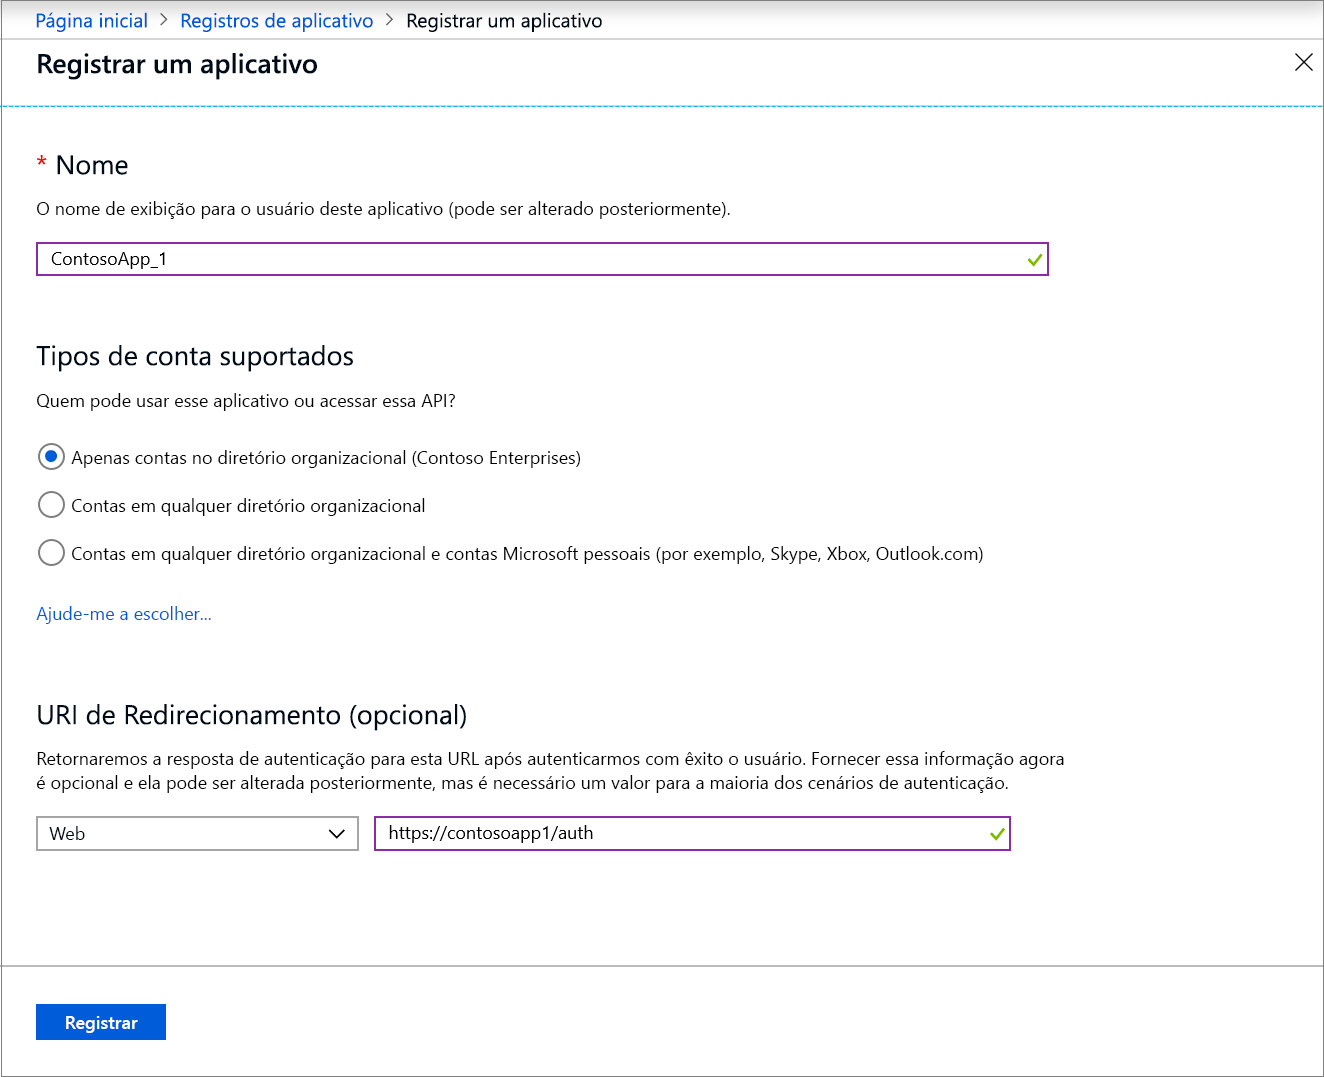 Página inicial > Registros de aplicativo > Registrar um aplicativo
Registrar um aplicativo
* Nome
O nome de exibição para o usuário deste aplicativo (pode ser alterado posteriormente).
ContosoApp_1
Tipos de conta suportados
Quem pode usar esse aplicativo ou acessar essa API?
Apenas contas no diretório organizacional (Contoso Enterprises)
Contas em qualquer diretório organizacional
Contas em qualquer diretório organizacional e contas Microsoft pessoais (por exemplo, Skype, Xbox, Outlook.com)
Ajude-me a escolher...
URI de Redirecionamento (opcional)
Retornaremos a resposta de autenticação para esta URL após autenticarmos com êxito o usuário. Fornecer essa informação agora
é opcional e ela pode ser alterada posteriormente, mas é necessário um valor para a maioria dos cenários de autenticação.
Web https://contosoapp1/auth
Registrar